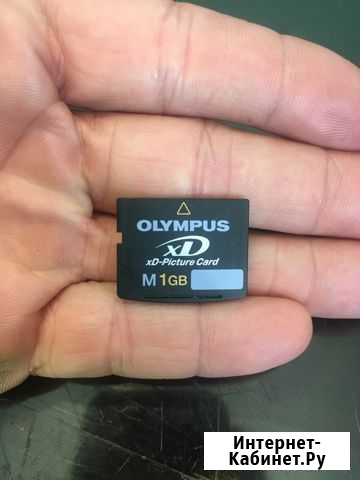 OLYMPUS
xD
xD-Picture Card
M 1GB
Интернет-
Кабинет.Ру